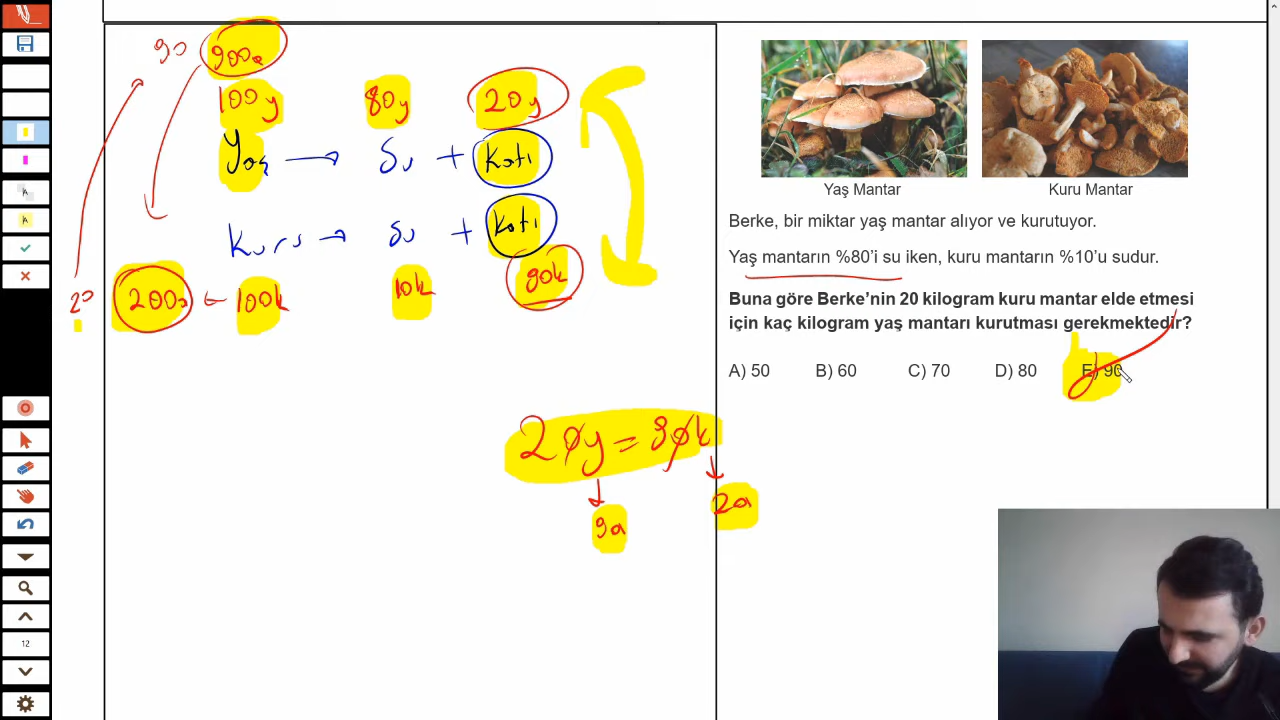 90 900a
100y 80y 20y
Yaş → Su + Katı
Kuru → Su + Katı
20 200a ← 100k 10k 90k
20y = 90k
9a 2a
Yaş Mantar Kuru Mantar
Berke, bir miktar yaş mantar alıyor ve kurutuyor.
Yaş mantarın %80'i su iken, kuru mantarın %10'u sudur.
Buna göre Berke'nin 20 kilogram kuru mantar elde etmesi
için kaç kilogram yaş mantarı kurutması gerekmektedir?
A) 50 B) 60 C) 70 D) 80 E) 90
12